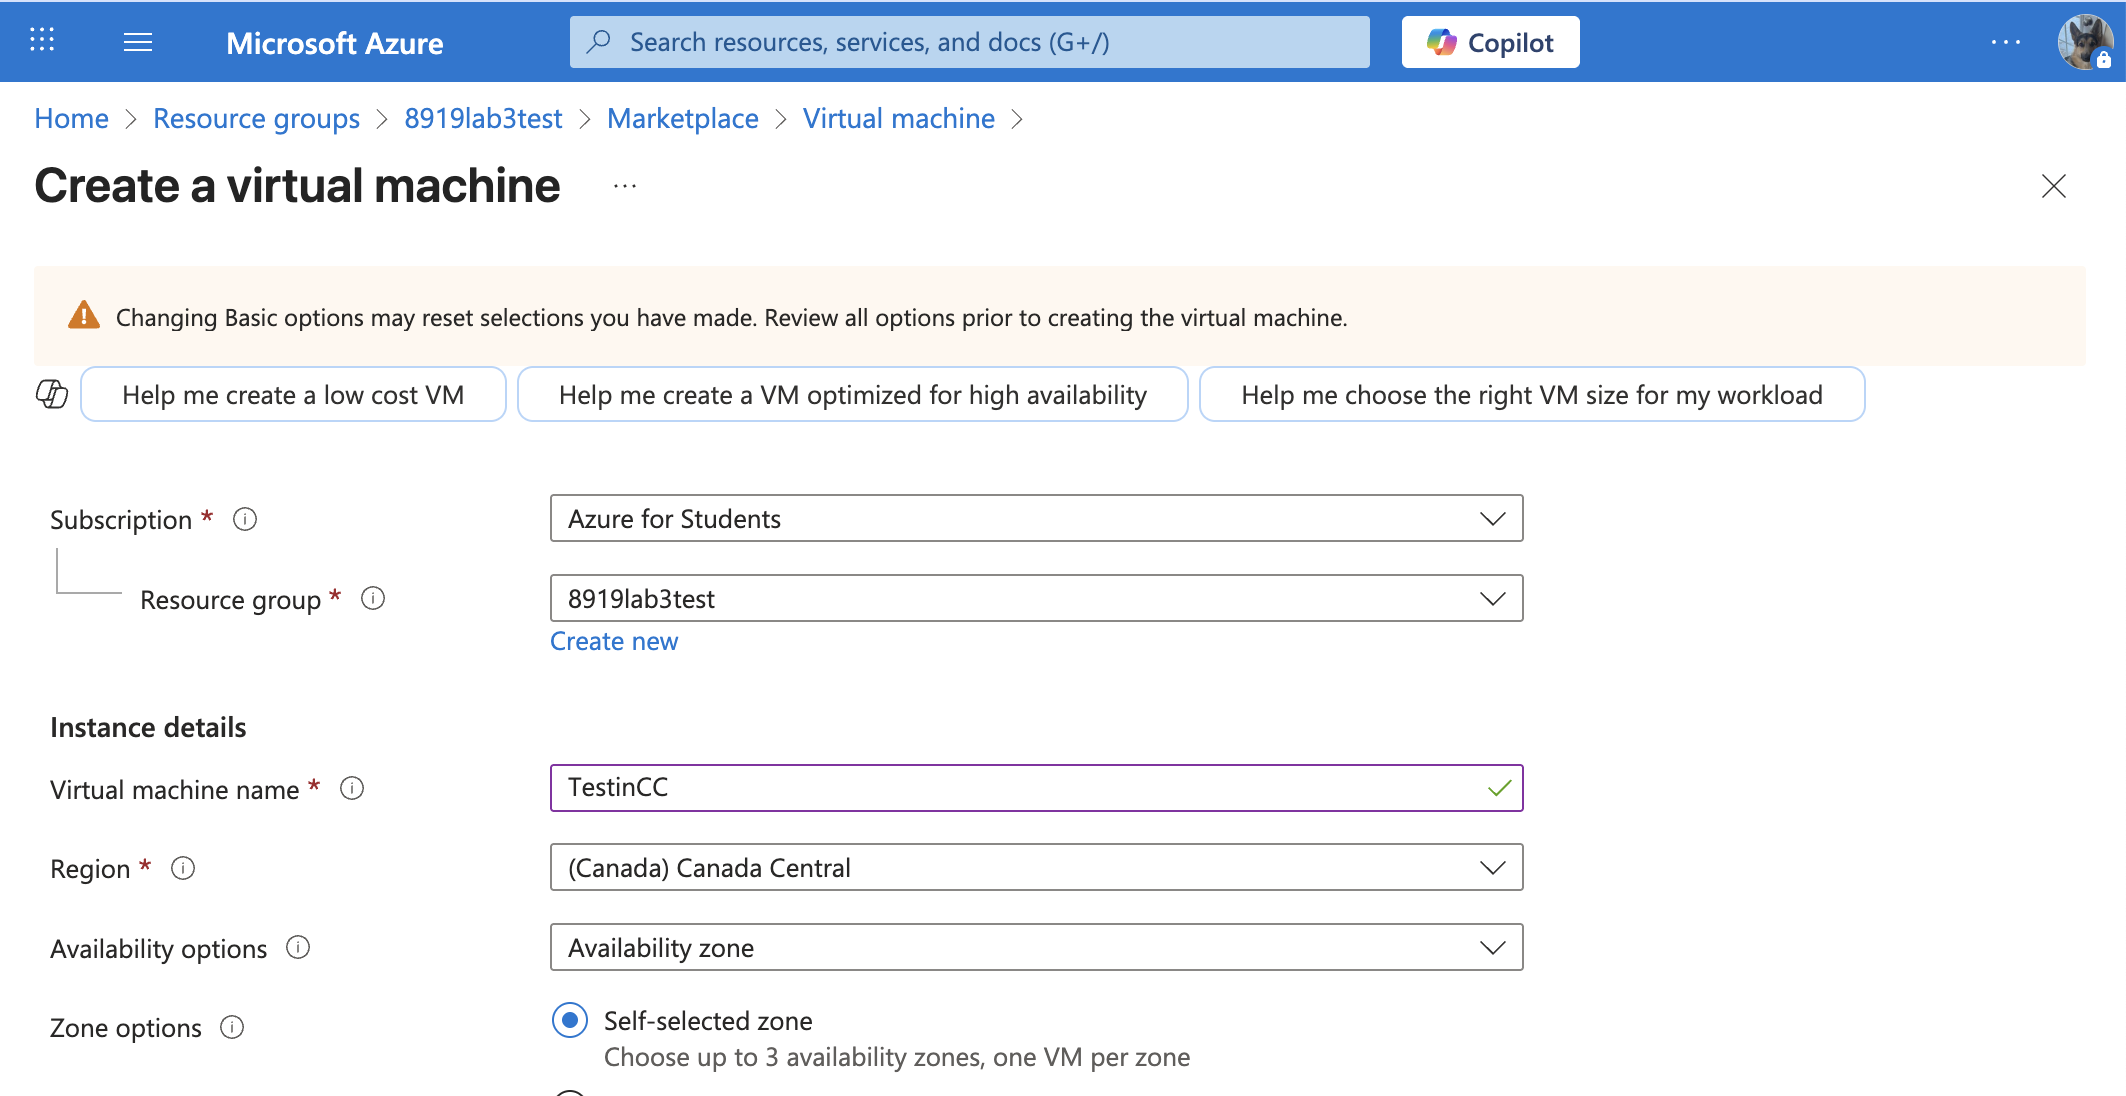 Microsoft Azure
Search resources, services, and docs (G+/)
Copilot
Home > Resource groups > 8919lab3test > Marketplace > Virtual machine >
Create a virtual machine ...
Changing Basic options may reset selections you have made. Review all options prior to creating the virtual machine.
Help me create a low cost VM
Help me create a VM optimized for high availability
Help me choose the right VM size for my workload
Subscription *
Azure for Students
Resource group *
8919lab3test
Create new
Instance details
Virtual machine name *
TestinCC
Region *
(Canada) Canada Central
Availability options
Availability zone
Zone options
Self-selected zone
Choose up to 3 availability zones, one VM per zone